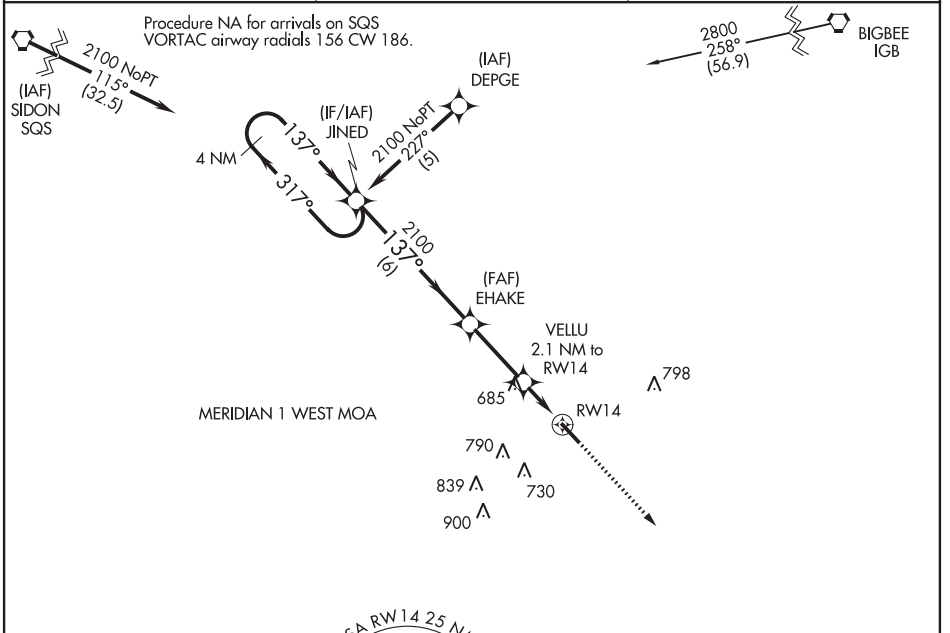 Procedure NA for arrivals on SQS
VORTAC airway radials 156 CW 186.
2100 NoPT
115°
(32.5)
(IAF)
SIDON
SQS
2800
258°
(56.9)
BIGBEE
IGB
(IAF)
DEPGE
2100 NoPT
227°
(5)
(IF/IAF)
JINED
4 NM
137°
317°
2100
137°
(6)
(FAF)
EHAKE
VELLU
2.1 NM to
RW14
685
798
RW14
MERIDIAN 1 WEST MOA
790
730
839
900
RW14 25